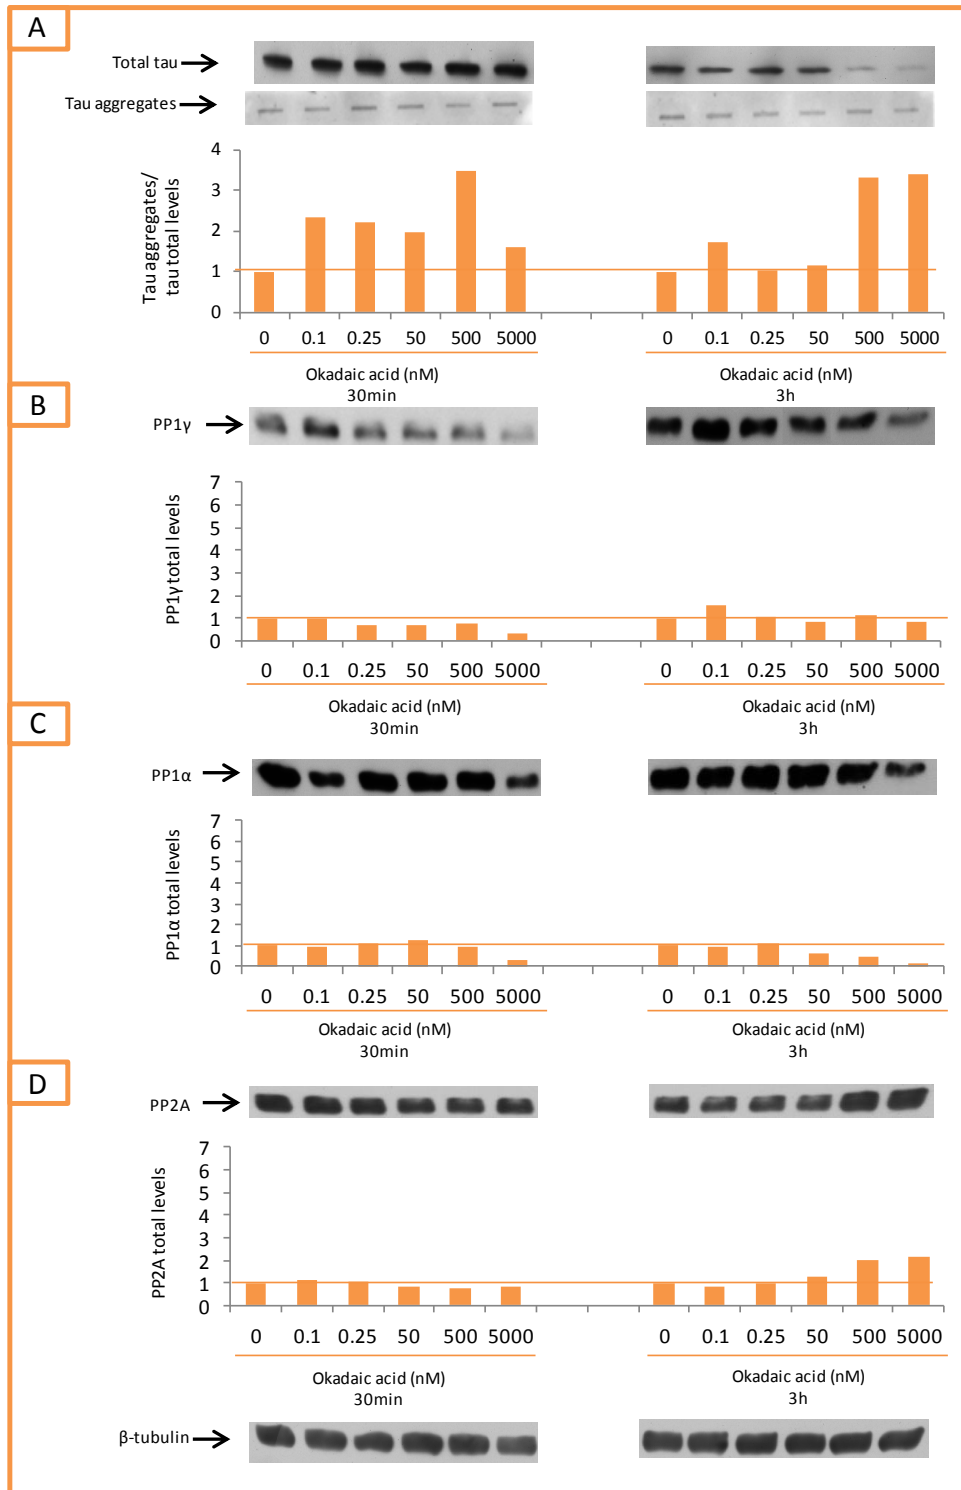 A
Total tau
Tau aggregates
Tau aggregates/
tau total levels
4
3
2
1
0
0 0.1 0.25 50 500 5000 0 0.1 0.25 50 500 5000
Okadaic acid (nM) Okadaic acid (nM)
30min 3h
B
PP1γ
PP1γ total levels
7
6
5
4
3
2
1
0
0 0.1 0.25 50 500 5000 0 0.1 0.25 50 500 5000
Okadaic acid (nM) Okadaic acid (nM)
30min 3h
C
PP1α
PP1α total levels
7
6
5
4
3
2
1
0
0 0.1 0.25 50 500 5000 0 0.1 0.25 50 500 5000
Okadaic acid (nM) Okadaic acid (nM)
30min 3h
D
PP2A
PP2A total levels
7
6
5
4
3
2
1
0
0 0.1 0.25 50 500 5000 0 0.1 0.25 50 500 5000
Okadaic acid (nM) Okadaic acid (nM)
30min 3h
β-tubulin